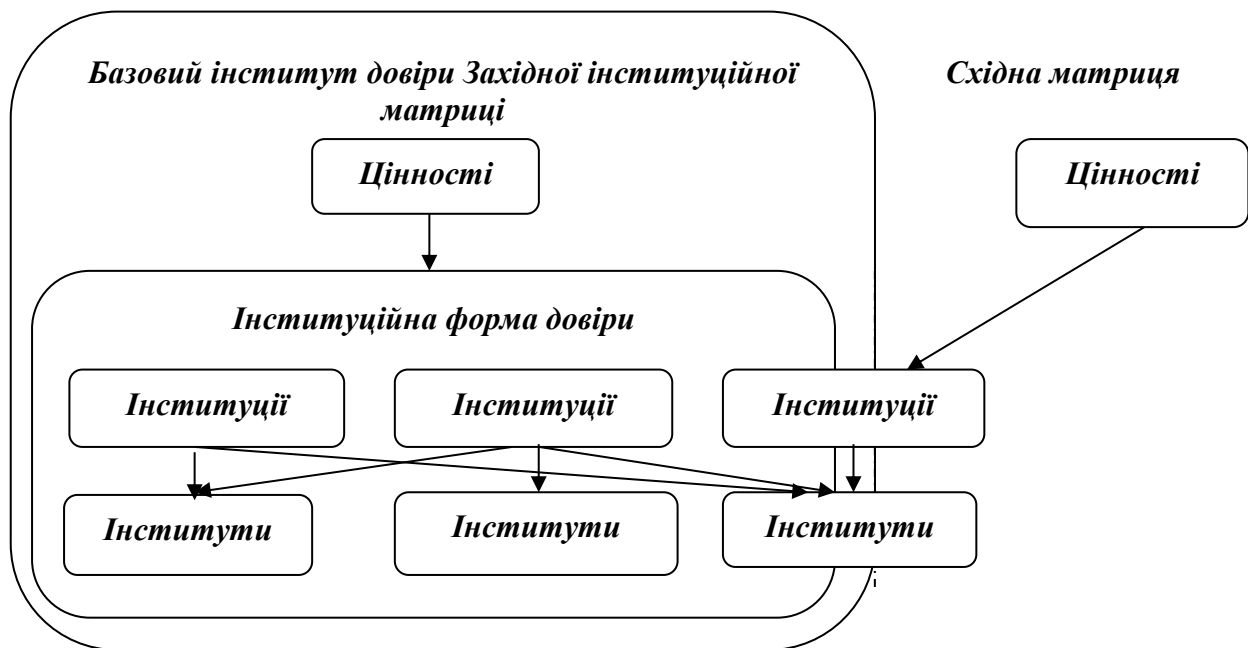 Базовий інститут довіри Західної інституційної
матриці
Східна матриця
Цінності
Цінності
Інституційна форма довіри
Інституції
Інституції
Інституції
Інститути
Інститути
Інститути